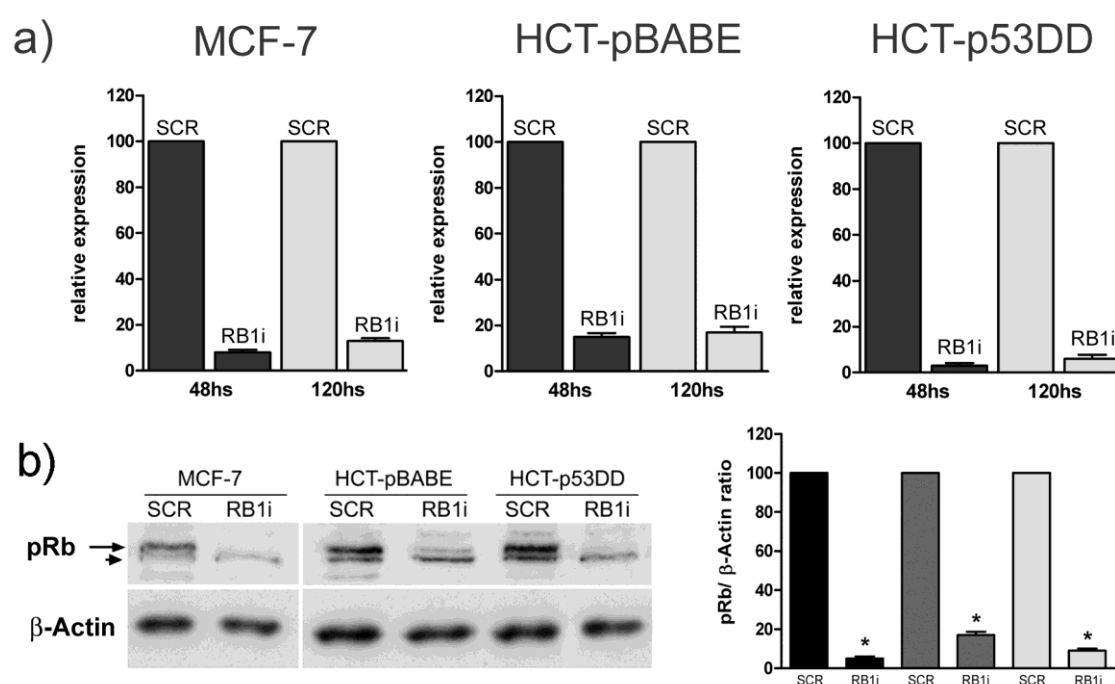 a)
MCF-7
HCT-pBABE
HCT-p53DD
relative expression
120
100
80
60
40
20
0
SCR
RB1i
SCR
RB1i
48hs
120hs
relative expression
120
100
80
60
40
20
0
SCR
RB1i
SCR
RB1i
48hs
120hs
relative expression
120
100
80
60
40
20
0
SCR
RB1i
SCR
RB1i
48hs
120hs
b)
MCF-7 HCT-pBABE HCT-p53DD
SCR RB1i SCR RB1i SCR RB1i
pRb
β-Actin
pRb/ β-Actin ratio
120
100
80
60
40
20
0
* * *
SCR RB1i SCR RB1i SCR RB1i